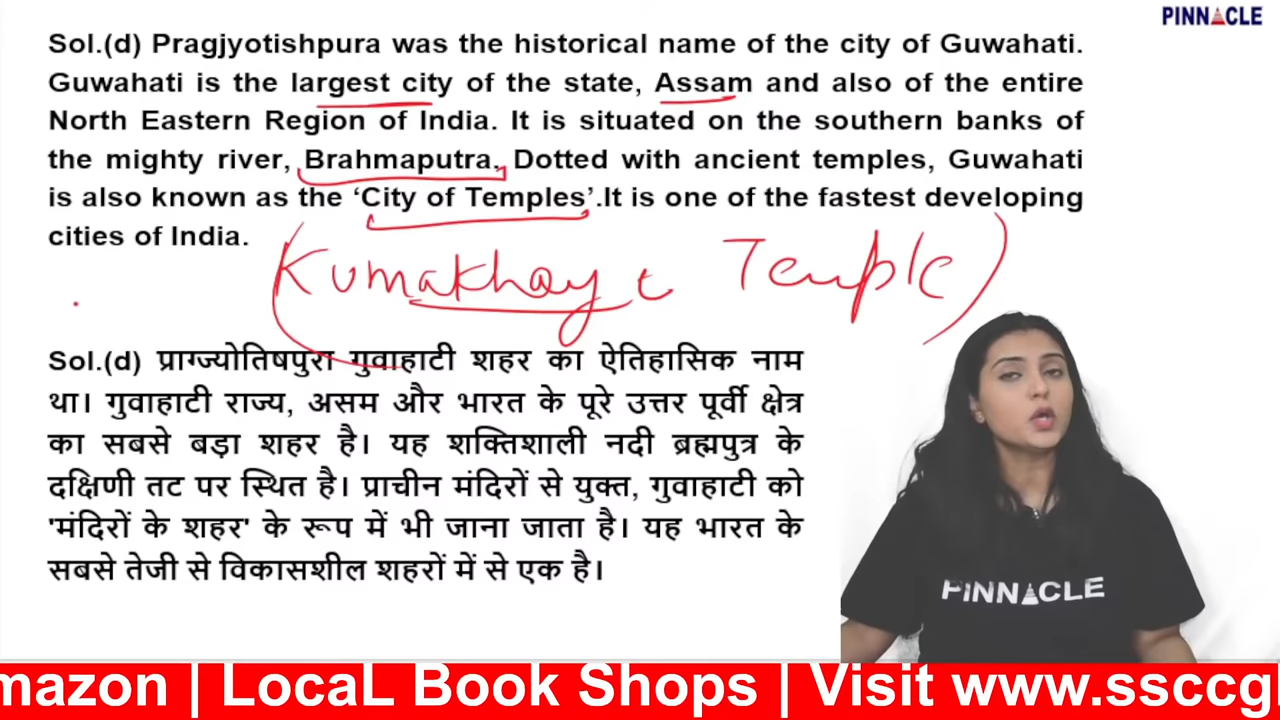 PINNACLE
Sol.(d) Pragjyotishpura was the historical name of the city of Guwahati.
Guwahati is the largest city of the state, Assam and also of the entire
North Eastern Region of India. It is situated on the southern banks of
the mighty river, Brahmaputra. Dotted with ancient temples, Guwahati
is also known as the ‘City of Temples’.It is one of the fastest developing
cities of India.
Temple
Sol.(d) प्राग्ज्योतिषपुरा गुवाहाटी शहर का ऐतिहासिक नाम
था। गुवाहाटी राज्य, असम और भारत के पूरे उत्तर पूर्वी क्षेत्र
का सबसे बड़ा शहर है। यह शक्तिशाली नदी ब्रह्मपुत्र के
दक्षिणी तट पर स्थित है। प्राचीन मंदिरों से युक्त, गुवाहाटी को
'मंदिरों के शहर' के रूप में भी जाना जाता है। यह भारत के
सबसे तेजी से विकासशील शहरों में से एक है।
PINNACLE
mazon | LocaL Book Shops | Visit www.ssccg.